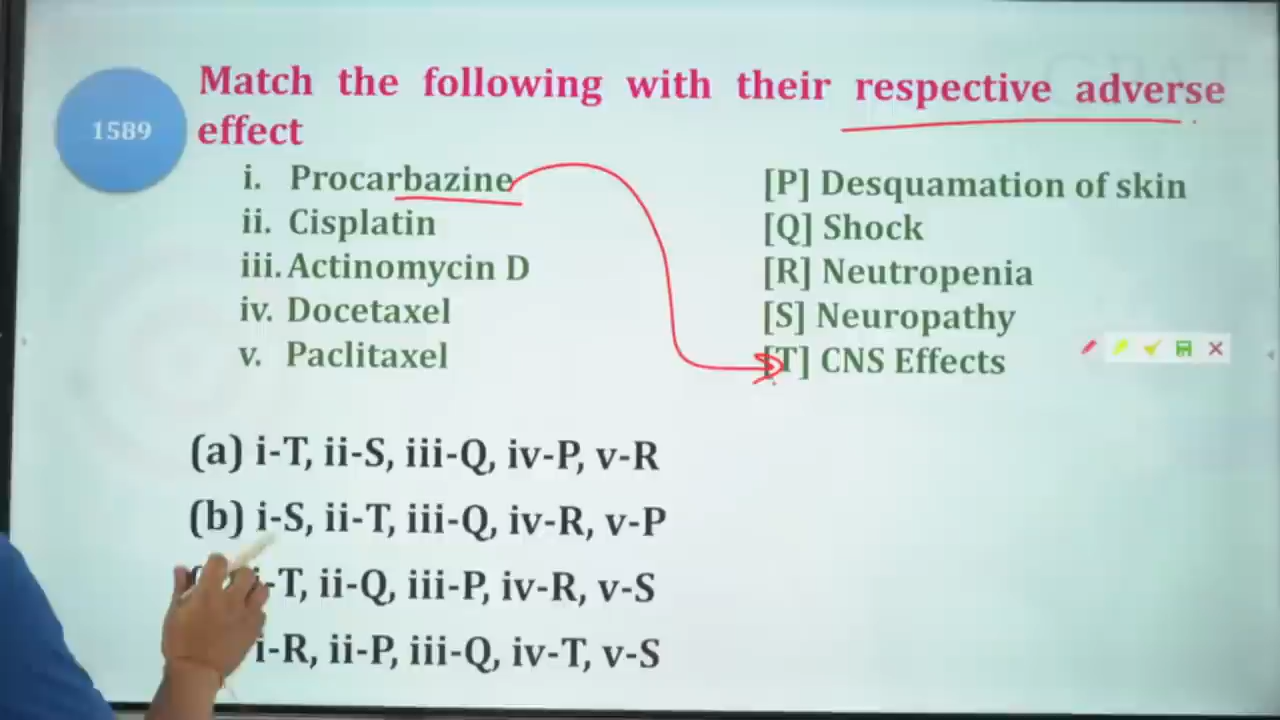 1589
Match the following with their respective adverse
effect
i. Procarbazine
ii. Cisplatin
iii. Actinomycin D
iv. Docetaxel
v. Paclitaxel
[P] Desquamation of skin
[Q] Shock
[R] Neutropenia
[S] Neuropathy
[T] CNS Effects
(a) i-T, ii-S, iii-Q, iv-P, v-R
(b) i-S, ii-T, iii-Q, iv-R, v-P
i-T, ii-Q, iii-P, iv-R, v-S
i-R, ii-P, iii-Q, iv-T, v-S